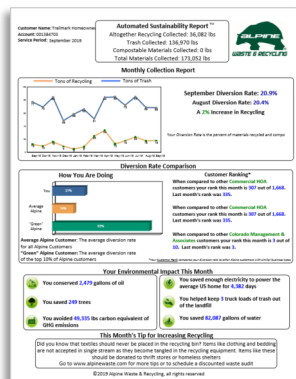 Customer Name: Trailmark Homeowners
Account: 001084703
Service Period: September 2019
Automated Sustainability Report ™
Altogether Recycling Collected: 36,082 lbs
Trash Collected: 136,970 lbs
Compostable Materials Collected: 0 lbs
Total Materials Collected: 173,052 lbs
alpine
WASTE & RECYCLING
Monthly Collection Report
Tons of Recycling
Tons of Trash
September Diversion Rate: 20.9%
August Diversion Rate: 20.4%
A 2% Increase in Recycling
Your Diversion Rate is the percent of materials recycled and compo
Diversion Rate Comparison
How You Are Doing
You
Average
Alpine
"Green"
Alpine
Average Alpine Customer: The average diversion rate
for all Alpine Customers
"Green" Alpine Customer: The average diversion rate
of the top 10% of Alpine customers
Customer Ranking*
When compared to other Commercial HOA
customers your rank this month is 307 out of 1,668.
Last month's rank was 335.
When compared to other Commercial HOA
customers your rank this month is 307 out of 1,668.
Last month's rank was 335.
When compared to other Colorado Management &
Associates customers your rank this month is 3 out of
10. Last month's rank was 3.
Your Environmental Impact This Month
You conserved 2,479 gallons of oil
You saved 249 trees
You avoided 49,335 lbs carbon equivalent of
GHG emissions
You saved enough electricity to power the
average US home for 4,382 days
You helped keep 3 truck loads of trash out
of the landfill
You saved 82,087 gallons of water
This Month's Tip for Increasing Recycling
Did you know that textiles should never be placed in the recycling bin? Items like clothing and bedding
are not accepted in single stream as they become tangled in the recycling equipment. Items like these
should be donated to thrift stores or homeless shelters
Go to www.alpinewaste.com for more tips or to schedule a discounted waste audit
©2019 Alpine Waste & Recycling, all rights reserved